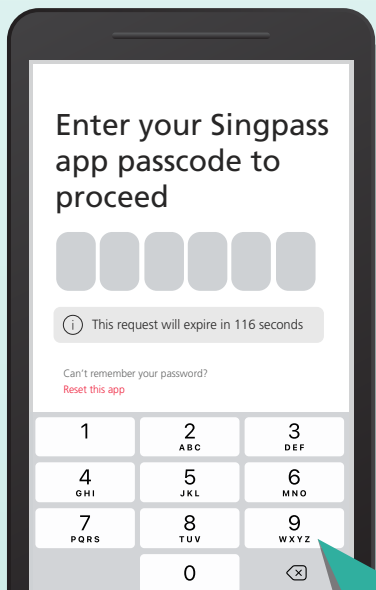 Enter your Singpass
app passcode to
proceed
i This request will expire in 116 seconds
Can't remember your password?
Reset this app
1 2 3
ABC DEF
4 5 6
GHI JKL MNO
7 8 9
PQRS TUV WXYZ
0